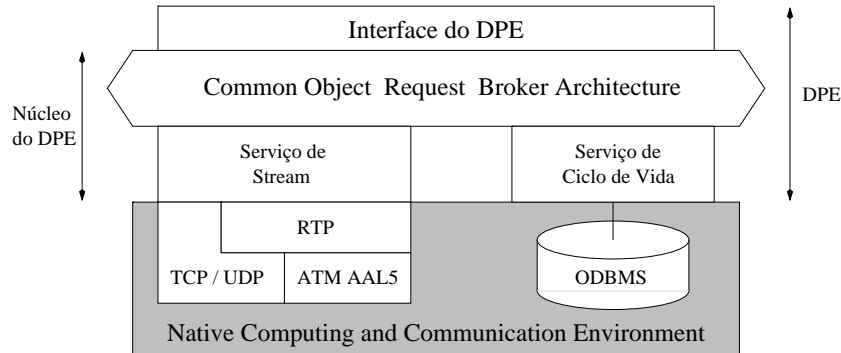 Interface do DPE
Common Object Request Broker Architecture
Núcleo
do DPE
DPE
Serviço de
Stream
Serviço de
Ciclo de Vida
RTP
TCP / UDP
ATM AAL5
ODBMS
Native Computing and Communication Environment